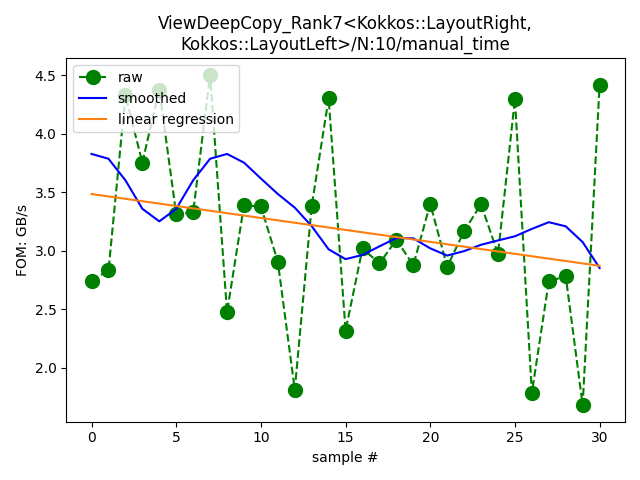 ViewDeepCopy_Rank7<Kokkos::LayoutRight,
Kokkos::LayoutLeft>/N:10/manual_time
raw
smoothed
linear regression
FOM: GB/s
4.5
4.0
3.5
3.0
2.5
2.0
0
5
10
15
20
25
30
sample #